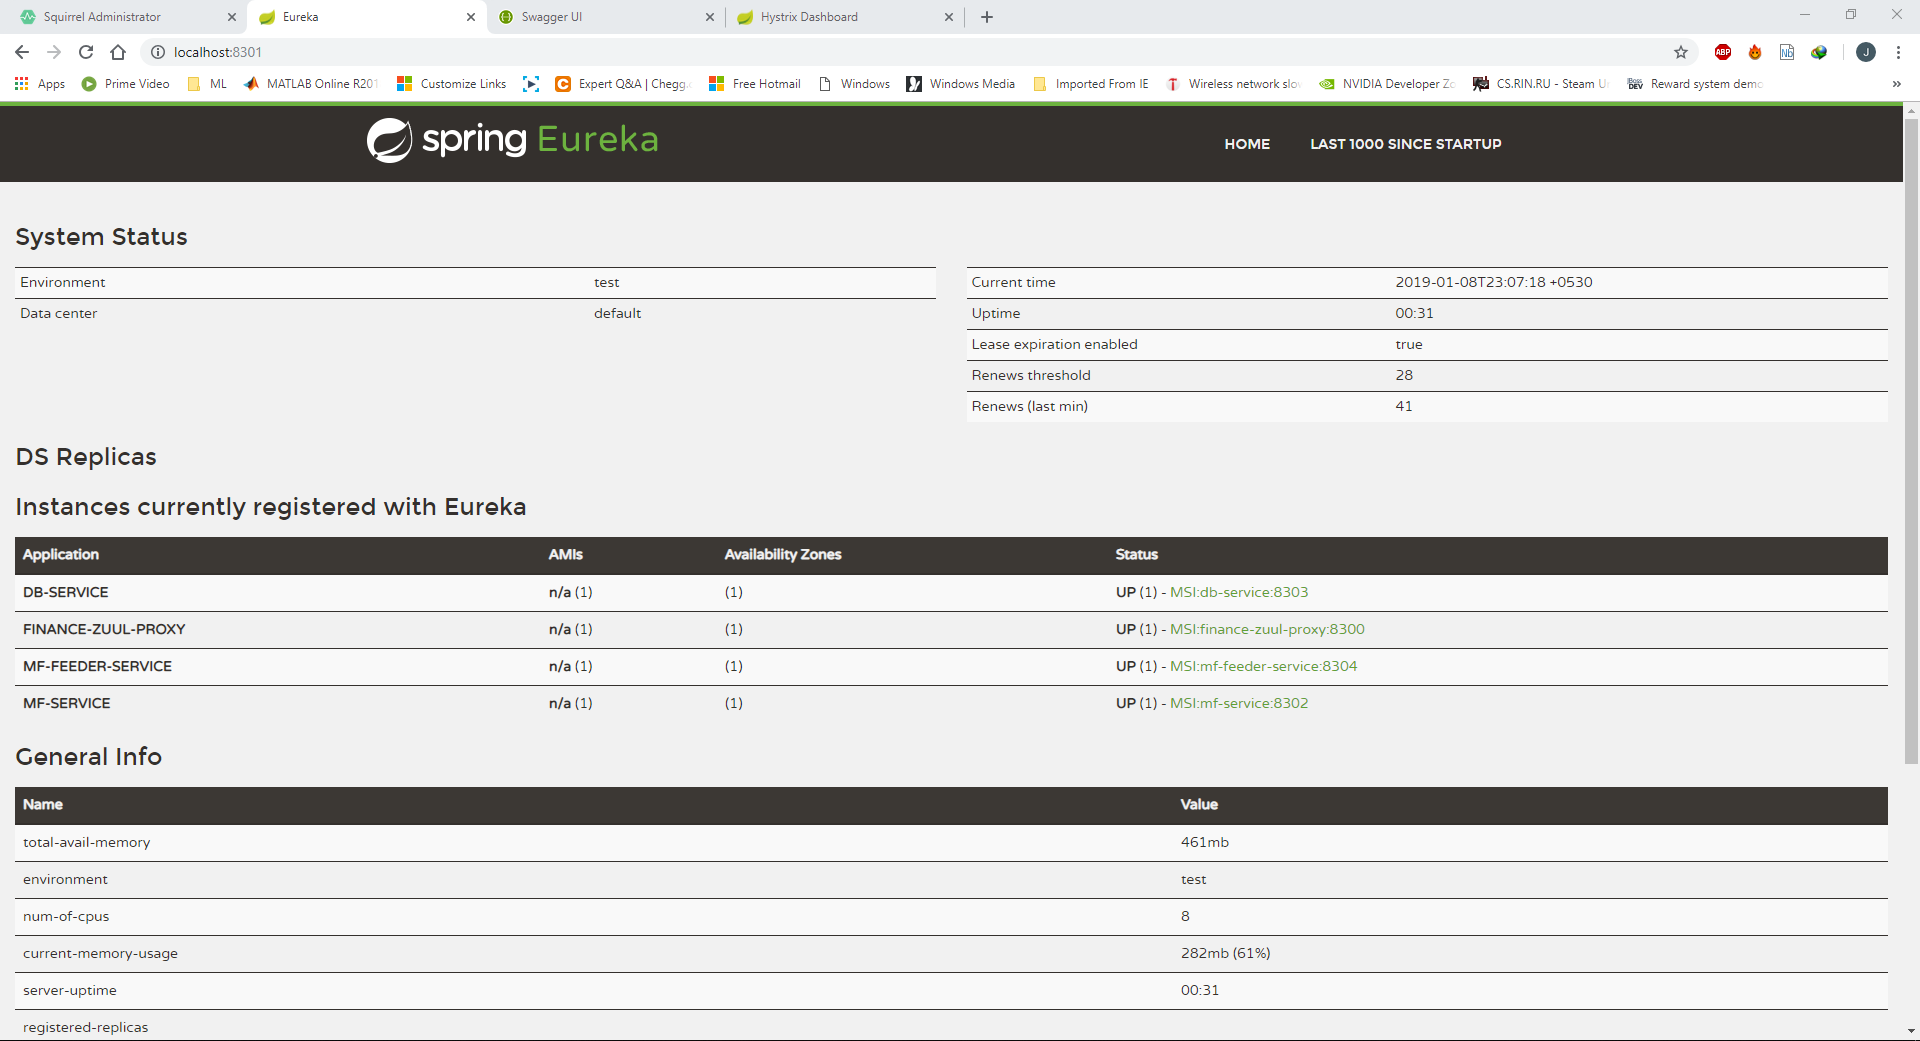 Squirrel Administrator Eureka Swagger UI Hystrix Dashboard
localhost:8301 ABP J
Apps Prime Video ML MATLAB Online R201 Customize Links Expert Q&A | Chegg. Free Hotmail Windows Windows Media Imported From IE Wireless network slo NVIDIA Developer Zo CS.RIN.RU - Steam U Reward system demo
spring Eureka HOME LAST 1000 SINCE STARTUP
System Status
Environment test
Data center default
Current time 2019-01-08T23:07:18 +0530
Uptime 00:31
Lease expiration enabled true
Renews threshold 28
Renews (last min) 41
DS Replicas
Instances currently registered with Eureka
Application AMIs Availability Zones Status
DB-SERVICE n/a (1) (1) UP (1) - MSI:db-service:8303
FINANCE-ZUUL-PROXY n/a (1) (1) UP (1) - MSI:finance-zuul-proxy:8300
MF-FEEDER-SERVICE n/a (1) (1) UP (1) - MSI:mf-feeder-service:8304
MF-SERVICE n/a (1) (1) UP (1) - MSI:mf-service:8302
General Info
Name Value
total-avail-memory 461mb
environment test
num-of-cpus 8
current-memory-usage 282mb (61%)
server-uptime 00:31
registered-replicas